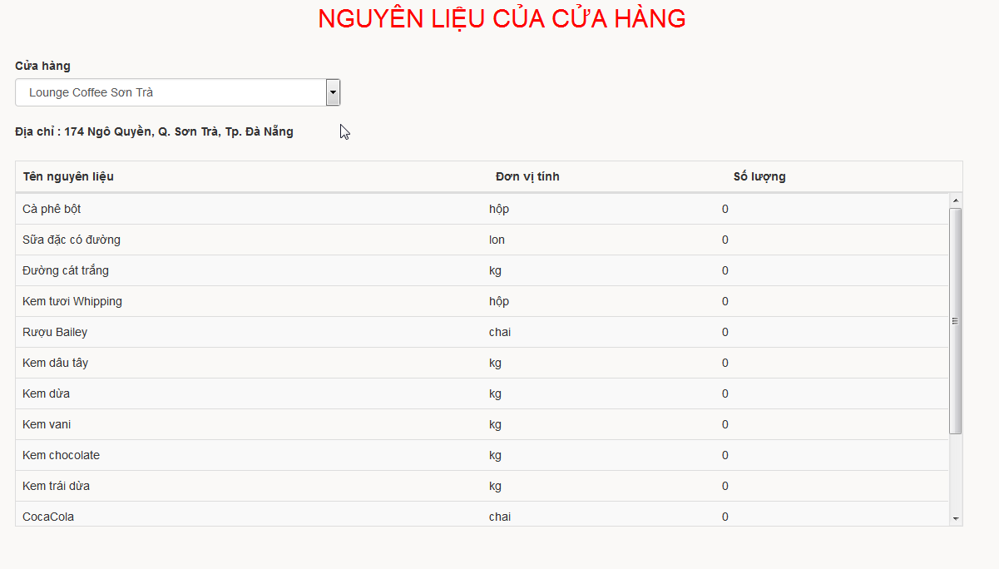 NGUYÊN LIỆU CỦA CỬA HÀNG
Cửa hàng
Lounge Coffee Sơn Trà
Địa chỉ : 174 Ngô Quyền, Q. Sơn Trà, Tp. Đà Nẵng
Tên nguyên liệu Đơn vị tính Số lượng
Cà phê bột hộp 0
Sữa đặc có đường lon 0
Đường cát trắng kg 0
Kem tươi Whipping hộp 0
Rượu Bailey chai 0
Kem dâu tây kg 0
Kem dừa kg 0
Kem vani kg 0
Kem chocolate kg 0
Kem trái dừa kg 0
CocaCola chai 0